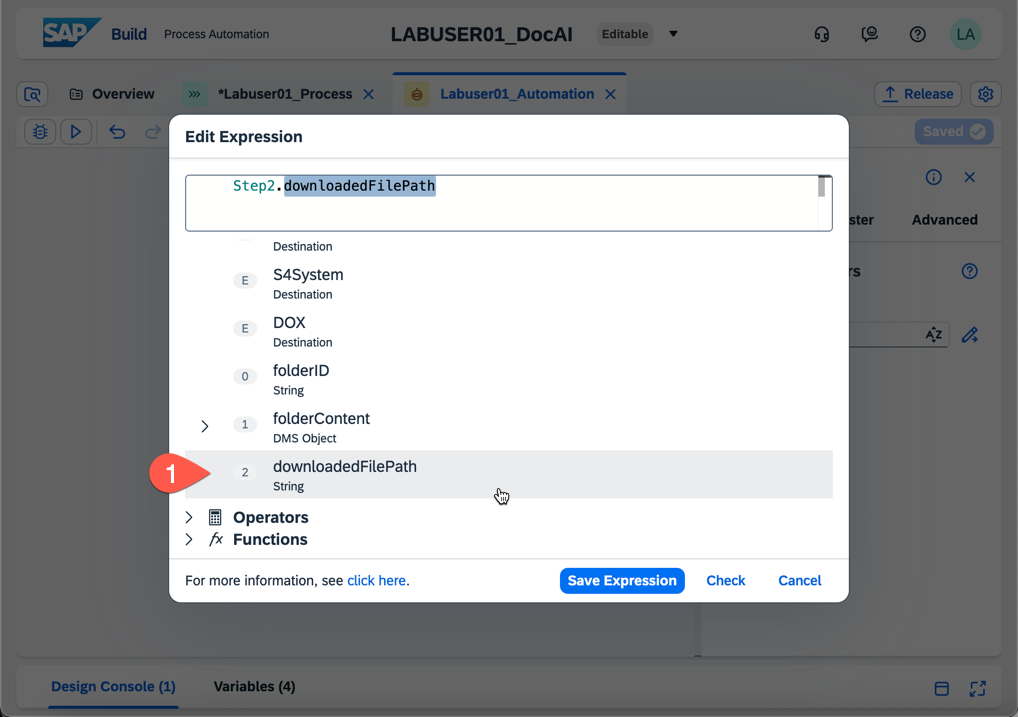 SAP Build Process Automation LABUSER01_DocAI Editable LA
Overview *Labuser01_Process Labuser01_Automation Release
Saved
Edit Expression
Step2.downloadedFilePath
Advanced
Destination
E S4System
Destination
E DOX
Destination
0 folderID
String
1 folderContent
DMS Object
1 2 downloadedFilePath
String
Operators
fx Functions
For more information, see click here.
Save Expression Check Cancel
Design Console (1) Variables (4)